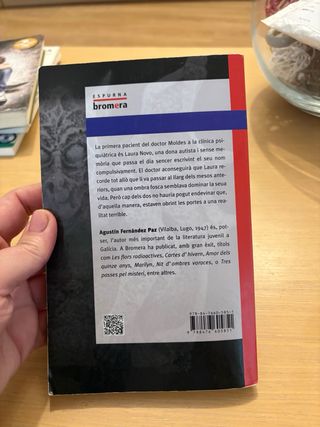 ESPURNA
bromera
La primera pacient del doctor Moldes a la clínica psi-
quiàtrica és Laura Novo, una dona autista i sense me-
mòria que passa el dia sencer escrivint el seu nom
compulsivament. El doctor aconseguirà que Laura re-
corde tot allò que li va passar al llarg dels mesos ante-
riors, quan una ombra fosca semblava dominar la seua
vida. Però cap dels dos no hauria pogut endevinar que,
d'aquella manera, estaven obrint les portes a una rea-
litat terrible.
Agustín Fernández Paz (Vilalba, Lugo, 1947) és, pot-
ser, l'autor més important de la literatura juvenil a
Galícia. A Bromera ha publicat, amb gran èxit, títols
com Les flors radioactives, Cartes d'hivern, Amor dels
quinze anys, Marilyn, Nit d'ombres voraces, o Tres
passes pel misteri, entre altres.